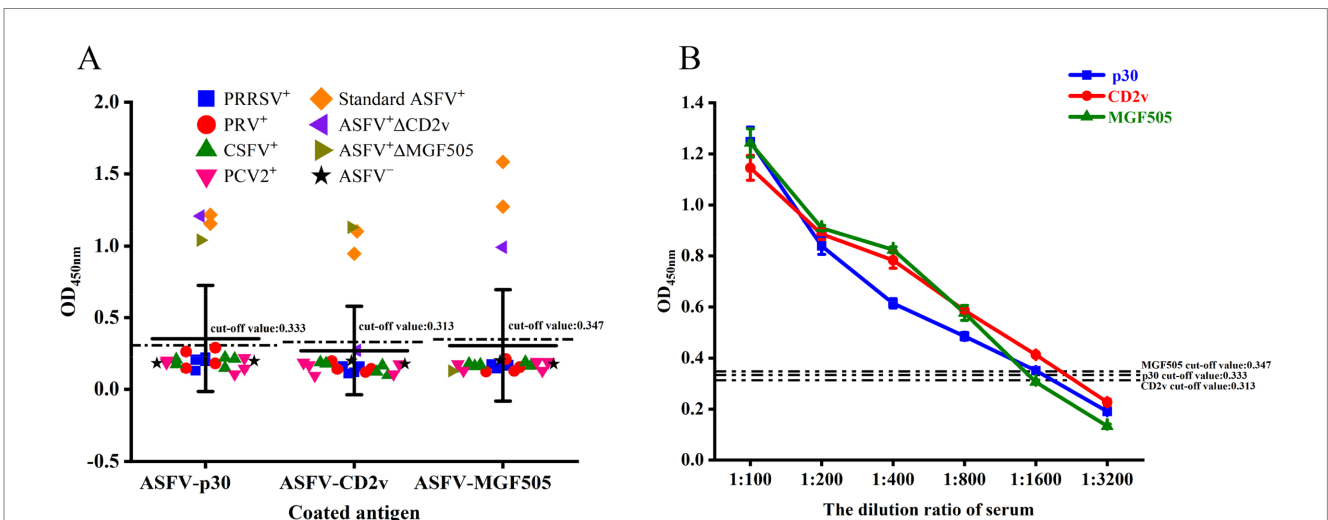 A
PRRSV+ Standard ASFV+
PRV+ ASFV+ΔCD2v
CSFV+ ASFV+ΔMGF505
PCV2+ ASFV−
OD450nm
2.0
1.5
1.0
0.5
0.0
-0.5
cut-off value:0.333
cut-off value:0.313
cut-off value:0.347
ASFV-p30 ASFV-CD2v ASFV-MGF505
Coated antigen
B
p30
CD2v
MGF505
OD450nm
1.4
1.2
1.0
0.8
0.6
0.4
0.2
0.0
MGF505 cut-off value:0.347
p30 cut-off value:0.333
CD2v cut-off value:0.313
1:100 1:200 1:400 1:800 1:1600 1:3200
The dilution ratio of serum